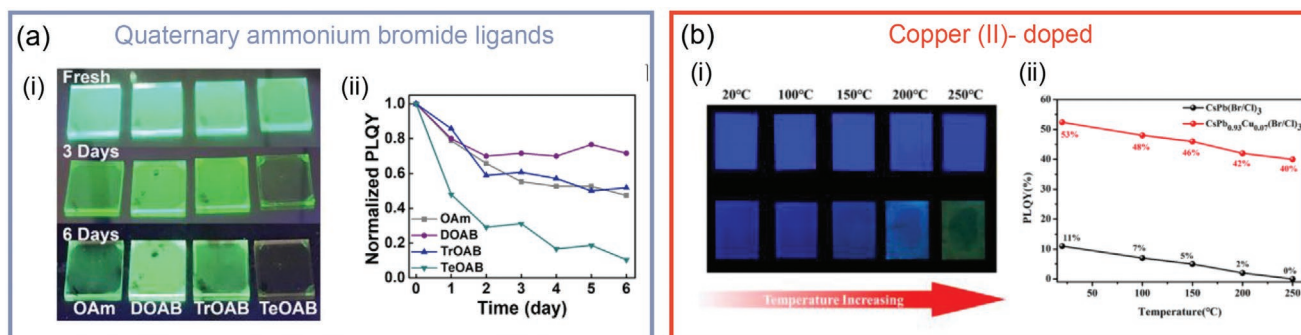 (a) Quaternary ammonium bromide ligands
(i)
Fresh
3 Days
6 Days
OAm DOAB TrOAB TeOAB
(ii)
Normalized PLQY
1.0
0.8
0.6
0.4
0.2
0.0
OAm
DOAB
TrOAB
TeOAB
0 1 2 3 4 5 6
Time (day)
(b) Copper (II)- doped
(i)
20℃ 100℃ 150℃ 200℃ 250℃
Temperature Increasing
(ii)
PLQY(%)
60
50
40
30
20
10
0
CsPb(Br/Cl)₃
CsPb₀.₉₃Cu₀.₀₇(Br/Cl)₃
53% 48% 46% 42% 40%
11% 7% 5% 2% 0%
50 100 150 200 250
Temperature(℃)